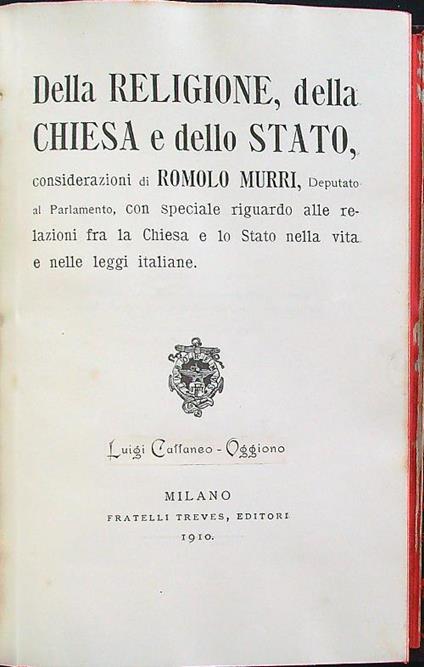 Della RELIGIONE, della
CHIESA e dello STATO,
considerazioni di ROMOLO MURRI, Deputato
al Parlamento, con speciale riguardo alle re-
lazioni fra la Chiesa e lo Stato nella vita
e nelle leggi italiane.
Luigi Cattaneo - Oggiono
MILANO
FRATELLI TREVES, EDITORI
1910.